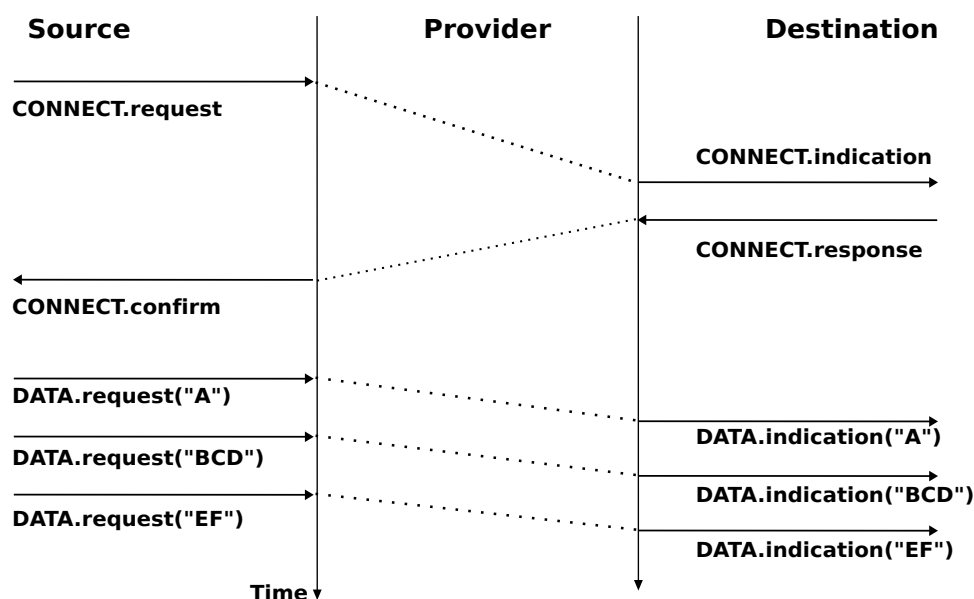 Source
Provider
Destination
CONNECT.request
CONNECT.indication
CONNECT.response
CONNECT.confirm
DATA.request("A")
DATA.indication("A")
DATA.request("BCD")
DATA.indication("BCD")
DATA.request("EF")
DATA.indication("EF")
Time